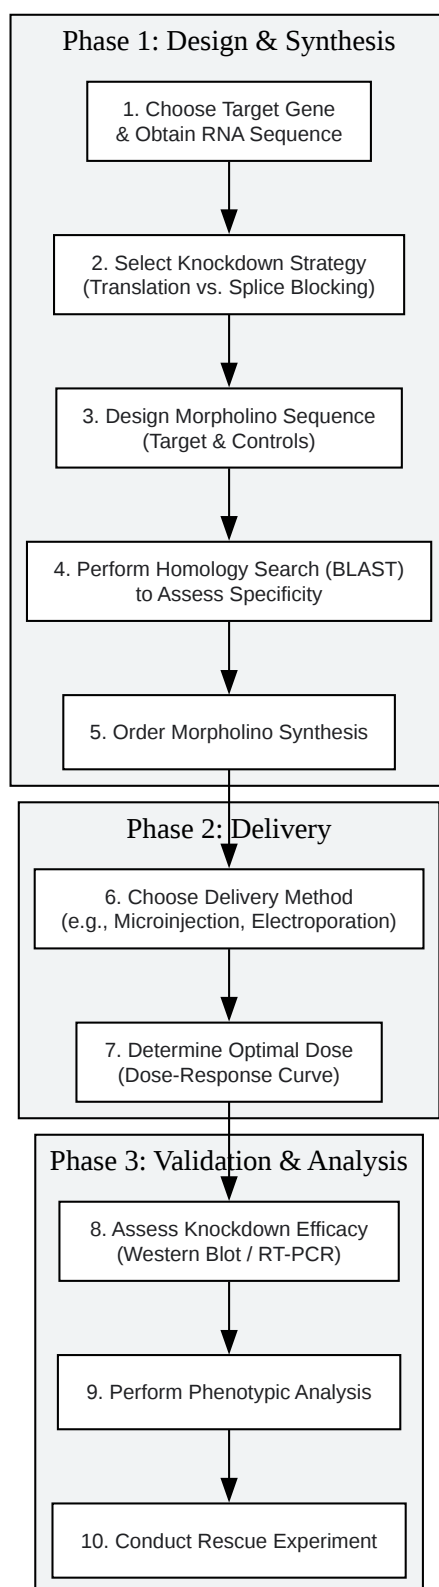 Phase 1: Design & Synthesis
1. Choose Target Gene
& Obtain RNA Sequence
2. Select Knockdown Strategy
(Translation vs. Splice Blocking)
3. Design Morpholino Sequence
(Target & Controls)
4. Perform Homology Search (BLAST)
to Assess Specificity
5. Order Morpholino Synthesis
Phase 2: Delivery
6. Choose Delivery Method
(e.g., Microinjection, Electroporation)
7. Determine Optimal Dose
(Dose-Response Curve)
Phase 3: Validation & Analysis
8. Assess Knockdown Efficacy
(Western Blot / RT-PCR)
9. Perform Phenotypic Analysis
10. Conduct Rescue Experiment